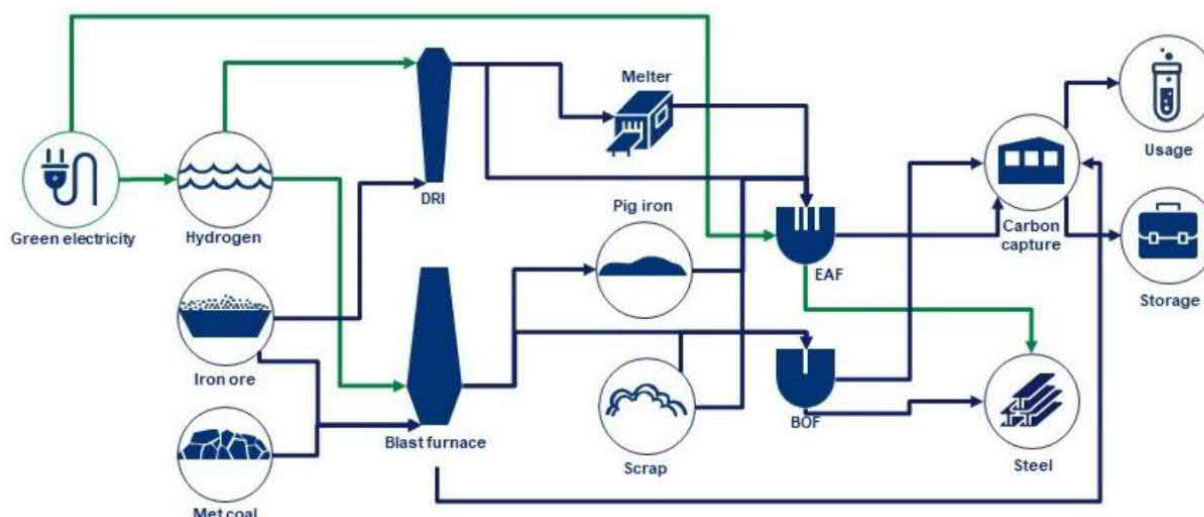 Melter
Usage
DRI
Pig iron
Green electricity
Hydrogen
Carbon
capture
EAF
Storage
Iron ore
BOF
Blast furnace
Scrap
Steel
Met coal